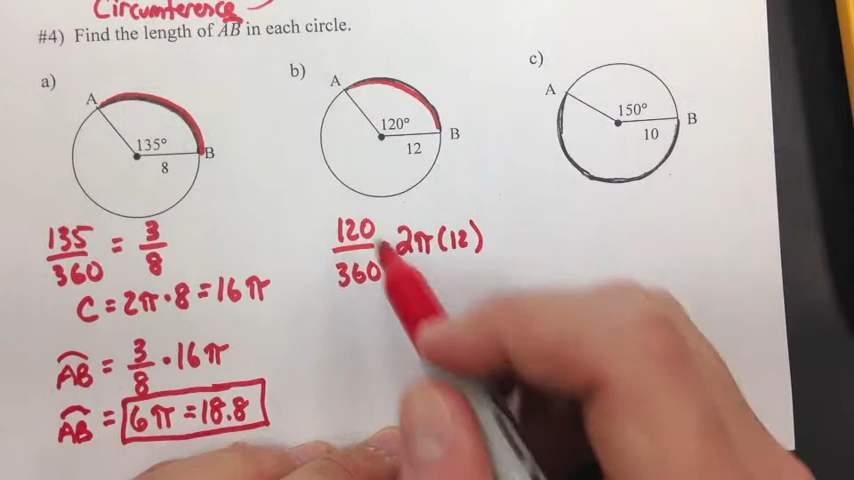 Circumference
#4) Find the length of AB in each circle.
a)
A
135°
B
8
135/360 = 3/8
C = 2π·8 = 16π
AB = 3/8 · 16π
AB = 6π = 18.8
b)
A
120°
B
12
120/360 · 2π(12)
c)
A
150°
B
10